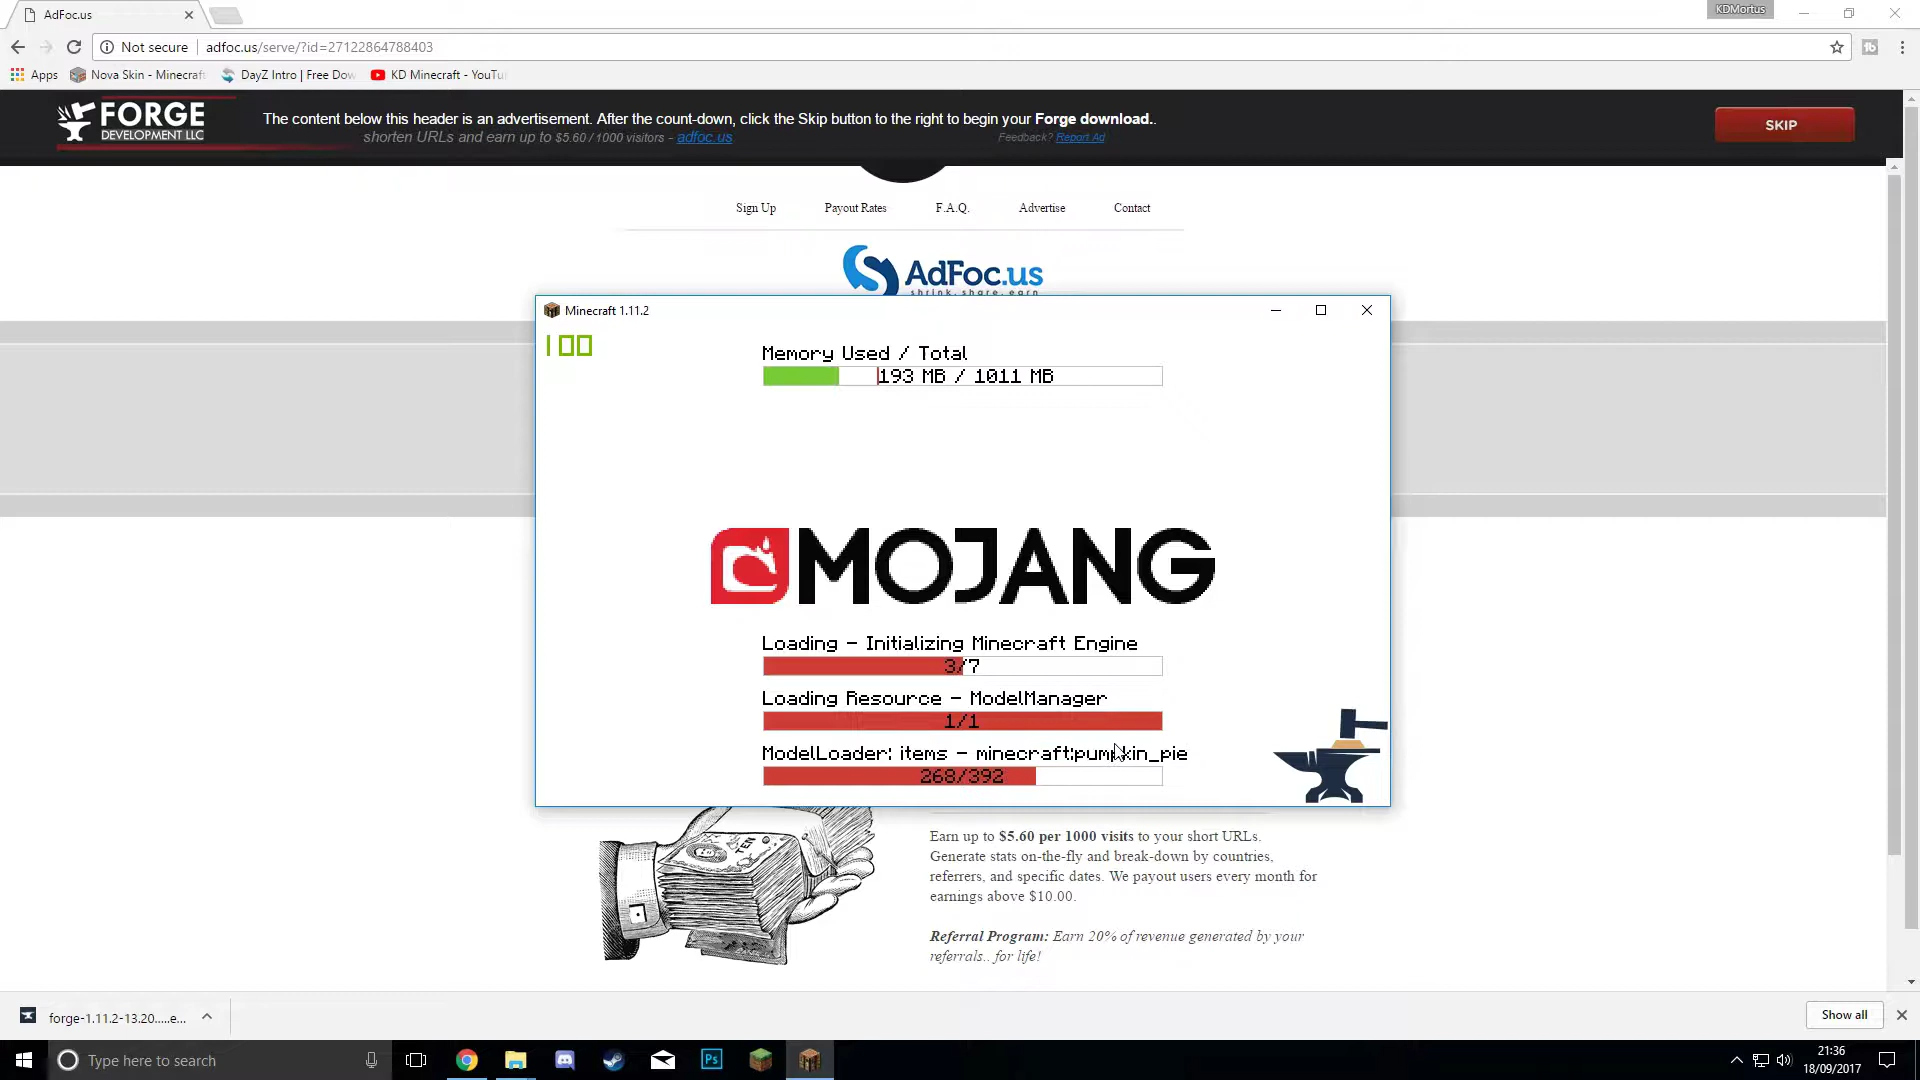 AdFoc.us
KDMortus
Not secure
adfoc.us/serve/?id=27122864788403
Apps
Nova Skin - Minecraf
DayZ Intro | Free Dow
KD Minecraft - YouTu
FORGE
DEVELOPMENT LLC
The content below this header is an advertisement. After the count-down, click the Skip button to the right to begin your Forge download..
shorten URLs and earn up to $5.60 / 1000 visitors - adfoc.us
Feedback? Report Ad
SKIP
Sign Up
Payout Rates
F.A.Q.
Advertise
Contact
AdFoc.us
shrink. share. earn
Minecraft 1.11.2
100
Memory Used / Total
193 MB / 1011 MB
MOJANG
Loading - Initializing Minecraft Engine
3/7
Loading Resource - ModelManager
1/1
ModelLoader: items - minecraft:pumpkin_pie
268/392
TEN
Earn up to $5.60 per 1000 visits to your short URLs.
Generate stats on-the-fly and break-down by countries,
referrers, and specific dates. We payout users every month for
earnings above $10.00.
Referral Program: Earn 20% of revenue generated by your
referrals.. for life!
forge-1.11.2-13.20.....e...
Show all
Type here to search
Ps
21:36
18/09/2017